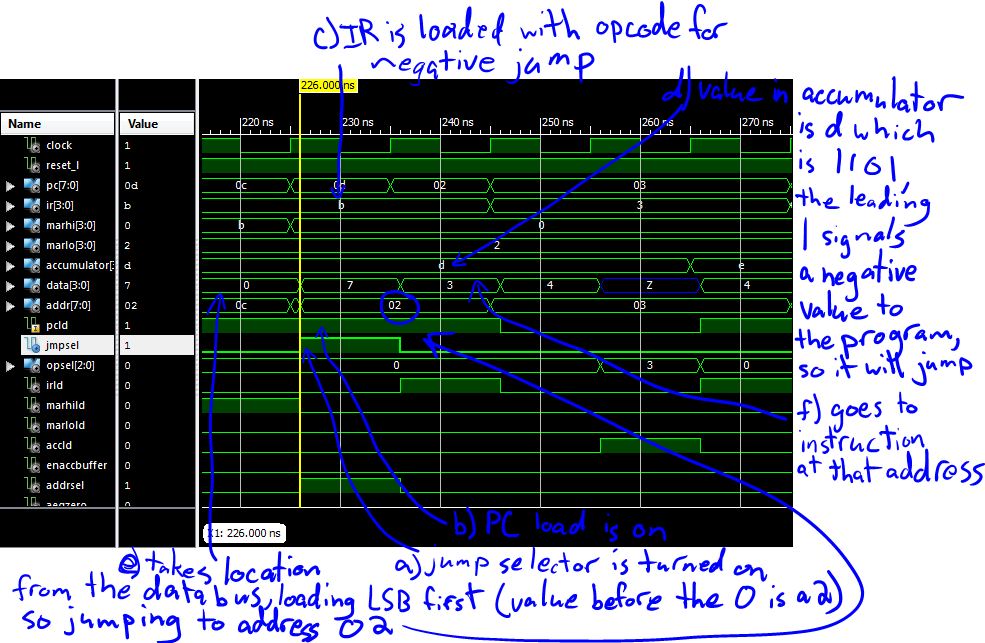 c) IR is loaded with opcode for
negative jump
226.000 ns
d) value in accumulator
is d which
is 1101,
the leading
1 signals
a negative
value to
the program,
so it will jump
Name Value
220 ns 230 ns 240 ns 250 ns 260 ns 270 ns
clock 1
reset_l 1
pc[7:0] 0d 0c 0d 02 03
ir[3:0] b b 3
marhi[3:0] 0 b 0
marlo[3:0] 2 2
accumulator[3 d d e
data[3:0] 7 0 7 3 4 Z 4
addr[7:0] 02 0c 02 03
pcld 1
jmpsel 1
opsel[2:0] 0 0 3 0
irld 0
marhild 0
marlold 0
accld 0
enaccbuffer 0
addrsel 1
aeqzero 0
X1: 226.000 ns
f) goes to
instruction
at that address
b) PC load is on
a) jump selector is turned on
e) takes location
from the data bus, loading LSB first (value before the 0 is a 2)
so jumping to address 02